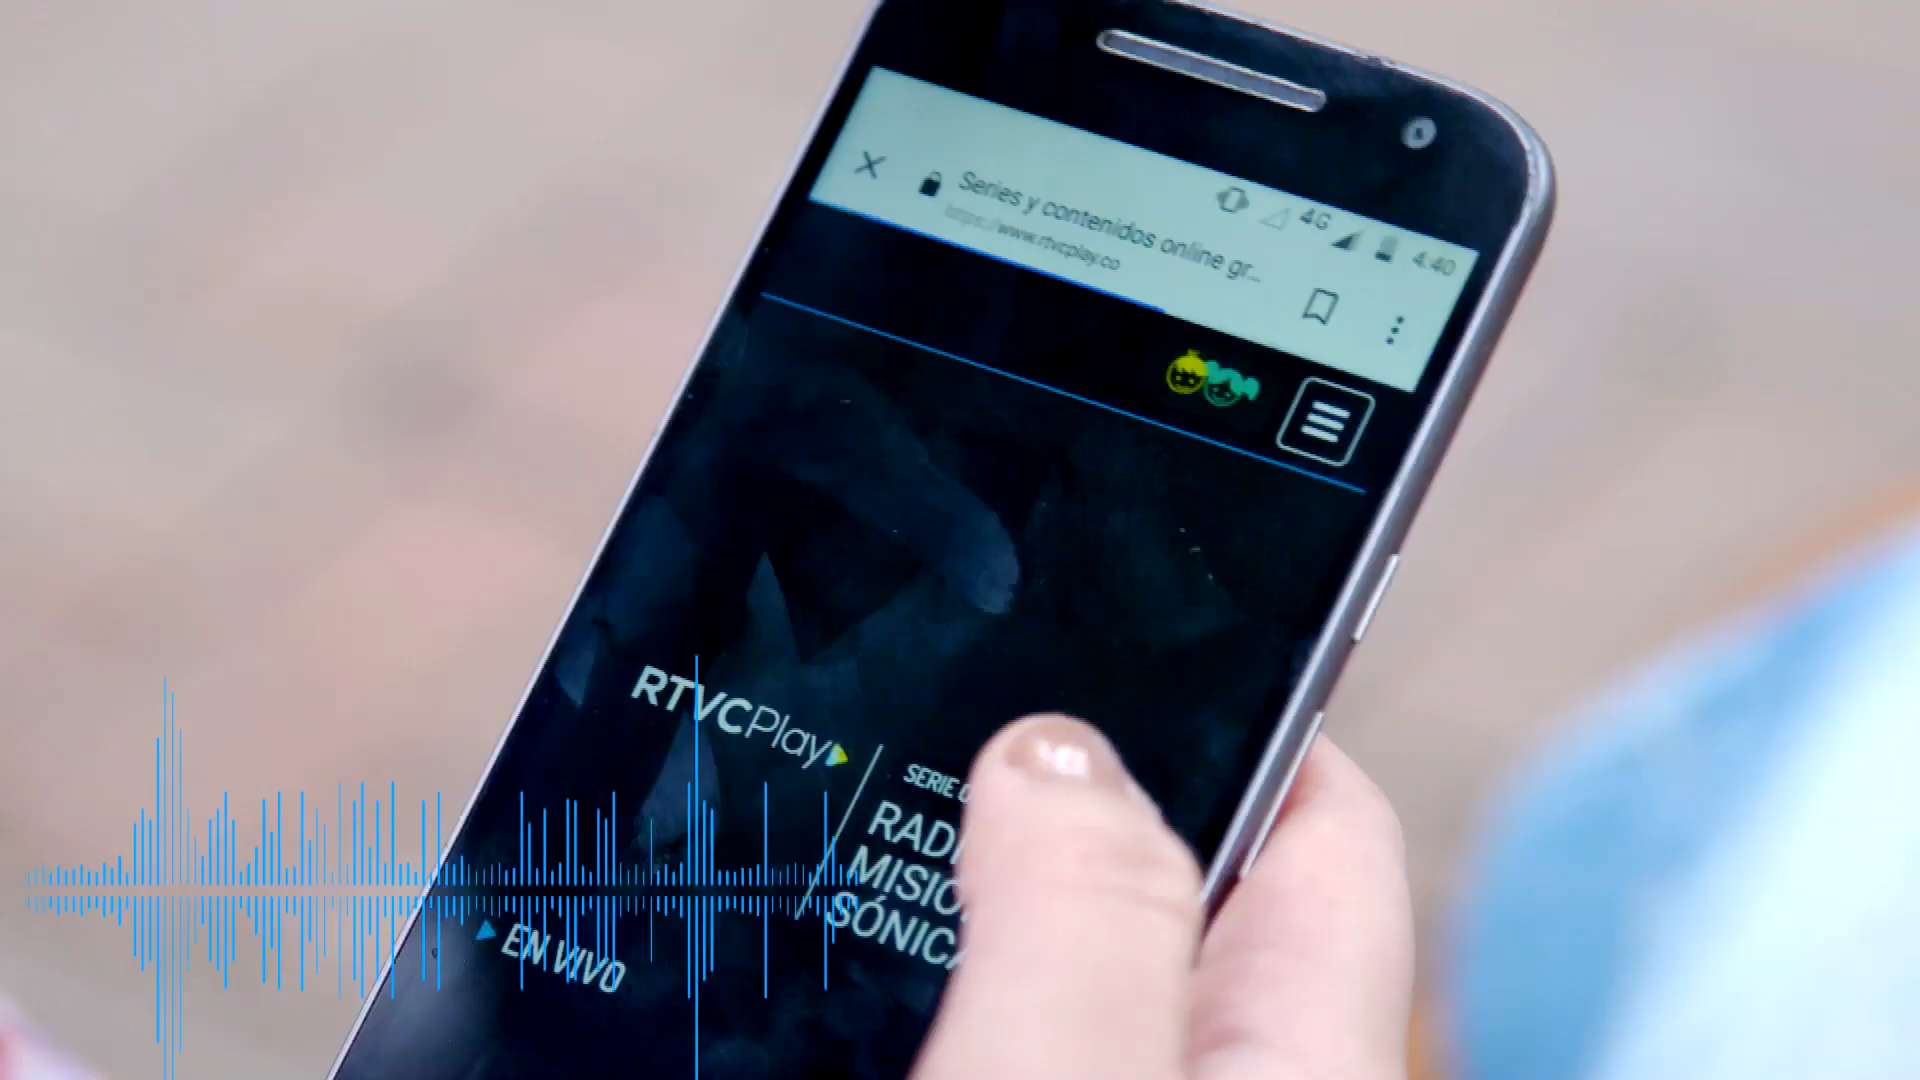 4G 4:40
Series y contenidos online gr...
https://www.rtvcplay.co
RTVCPlay
SERIE
RADI
MISIO
SÓNICA
EN VIVO